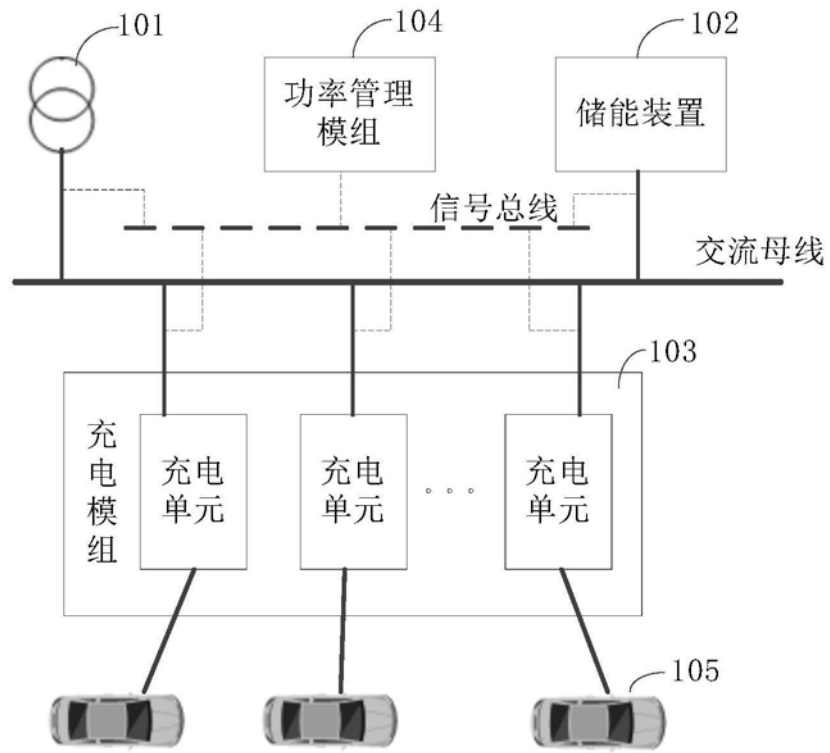 101
104
102
功率管理
模组
储能装置
信号总线
交流母线
103
充电模组
充电
单元
充电
单元
充电
单元
105